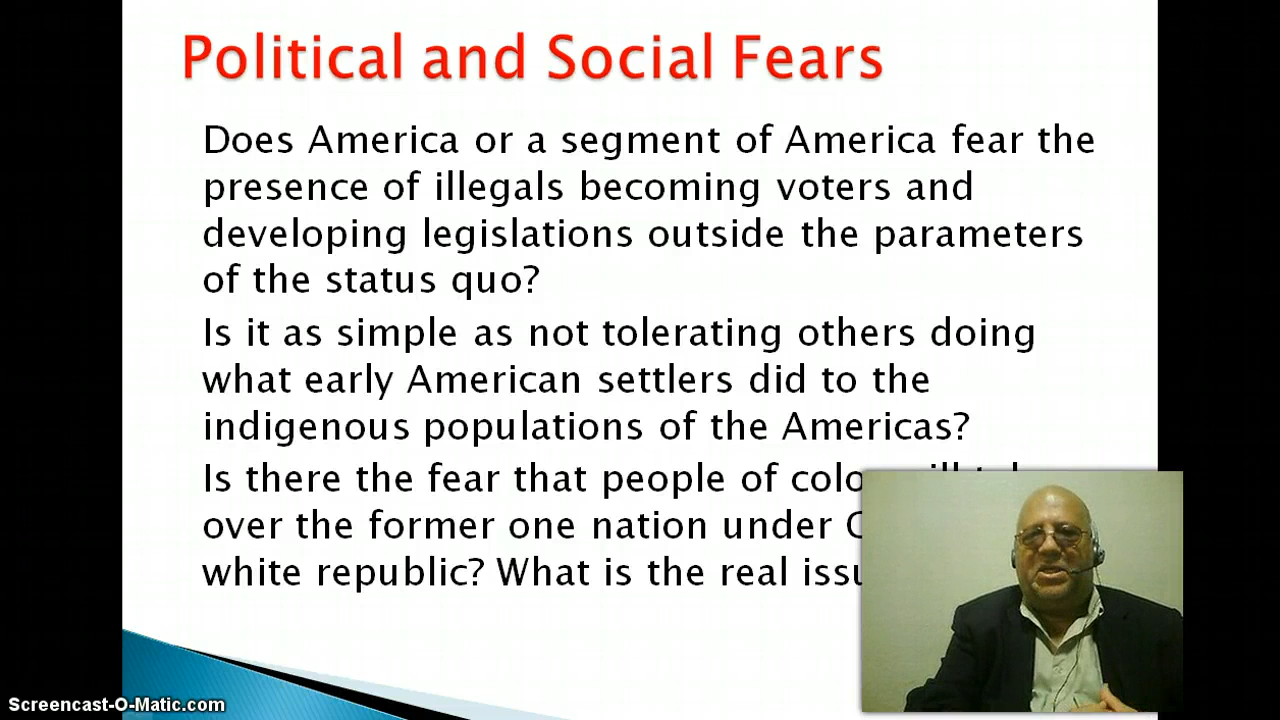 Political and Social Fears
Does America or a segment of America fear the
presence of illegals becoming voters and
developing legislations outside the parameters
of the status quo?
Is it as simple as not tolerating others doing
what early American settlers did to the
indigenous populations of the Americas?
Is there the fear that people of
over the former one nation under
white republic? What is the real
Screencast-O-Matic.com